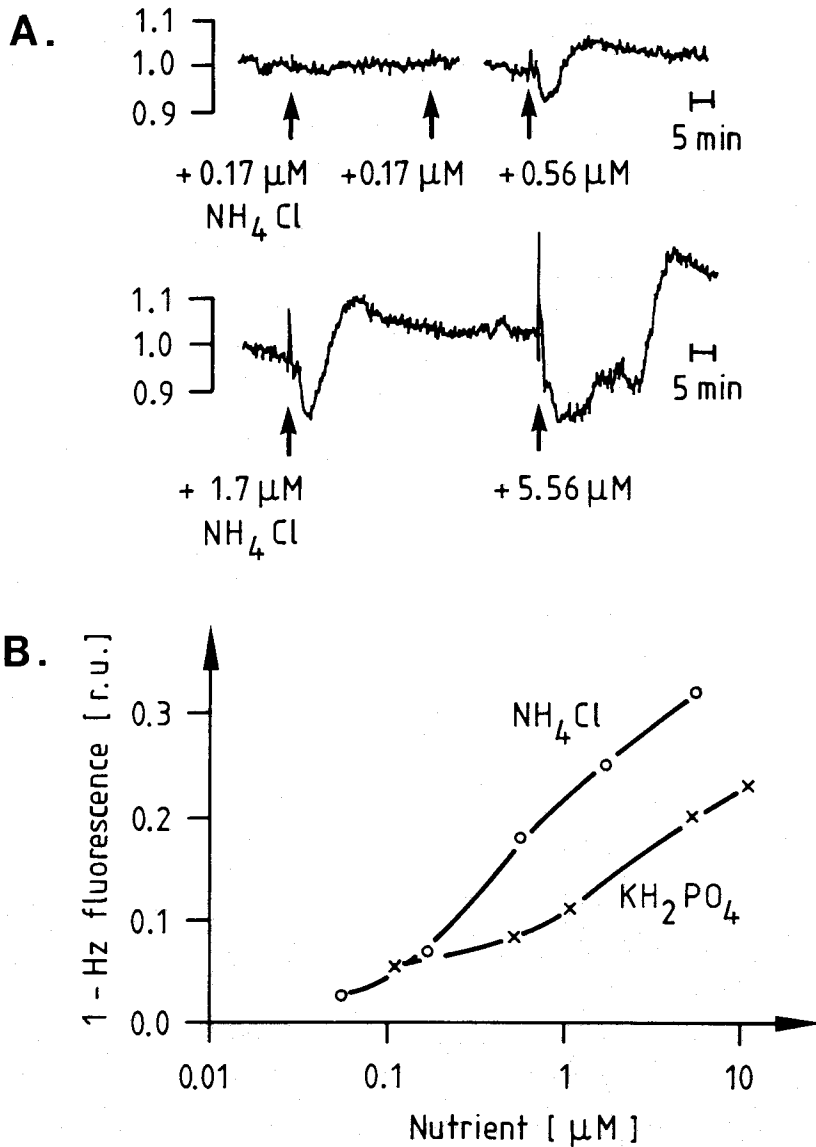 A.
1.1
1.0
0.9
5 min
+ 0.17 µM +0.17 µM +0.56 µM
NH4Cl
1.1
1.0
0.9
5 min
+ 1.7 µM + 5.56 µM
NH4Cl
B.
1-Hz fluorescence [r.u.]
0.3
0.2
0.1
0.0
NH4Cl
KH2PO4
0.01 0.1 1 10
Nutrient [µM]